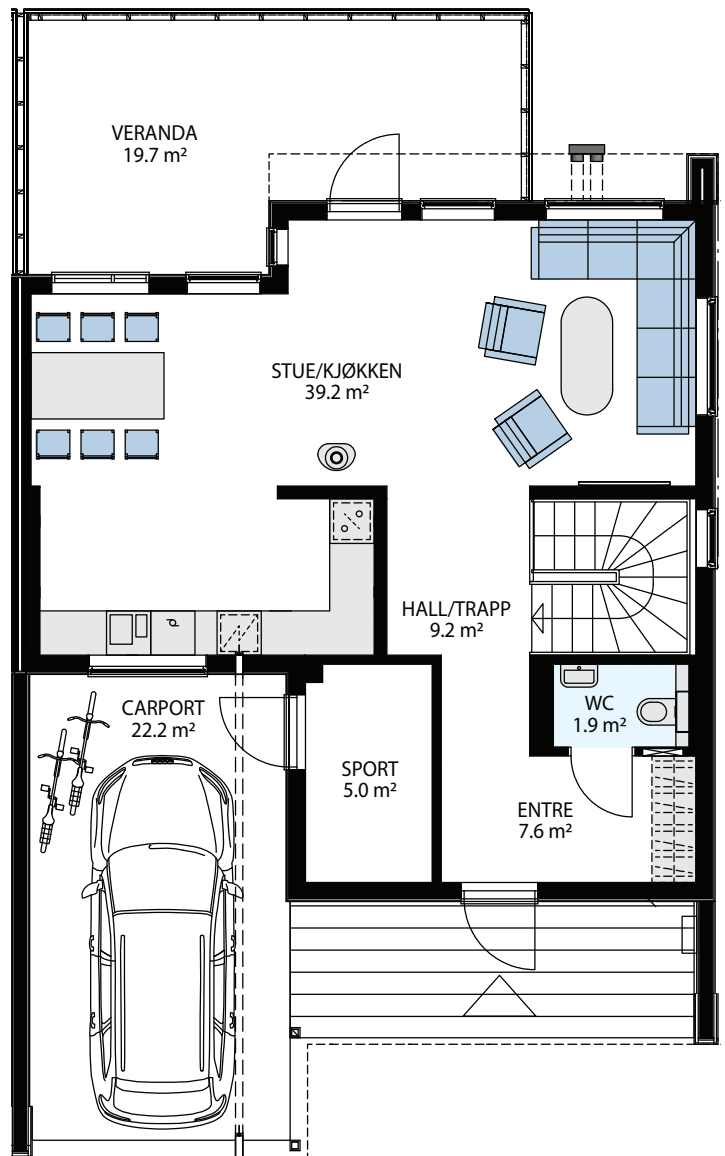 VERANDA
19.7 m²
STUE/KJØKKEN
39.2 m²
HALL/TRAPP
9.2 m²
WC
1.9 m²
CARPORT
22.2 m²
SPORT
5.0 m²
ENTRE
7.6 m²